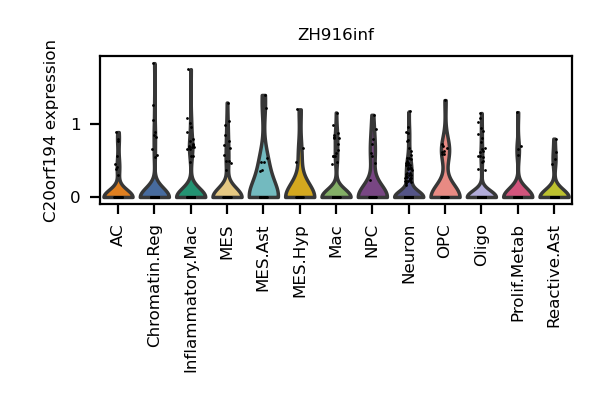 ZH916inf
C20orf194 expression
1
0
AC
Chromatin.Reg
Inflammatory.Mac
MES
MES.Ast
MES.Hyp
Mac
NPC
Neuron
OPC
Oligo
Prolif.Metab
Reactive.Ast